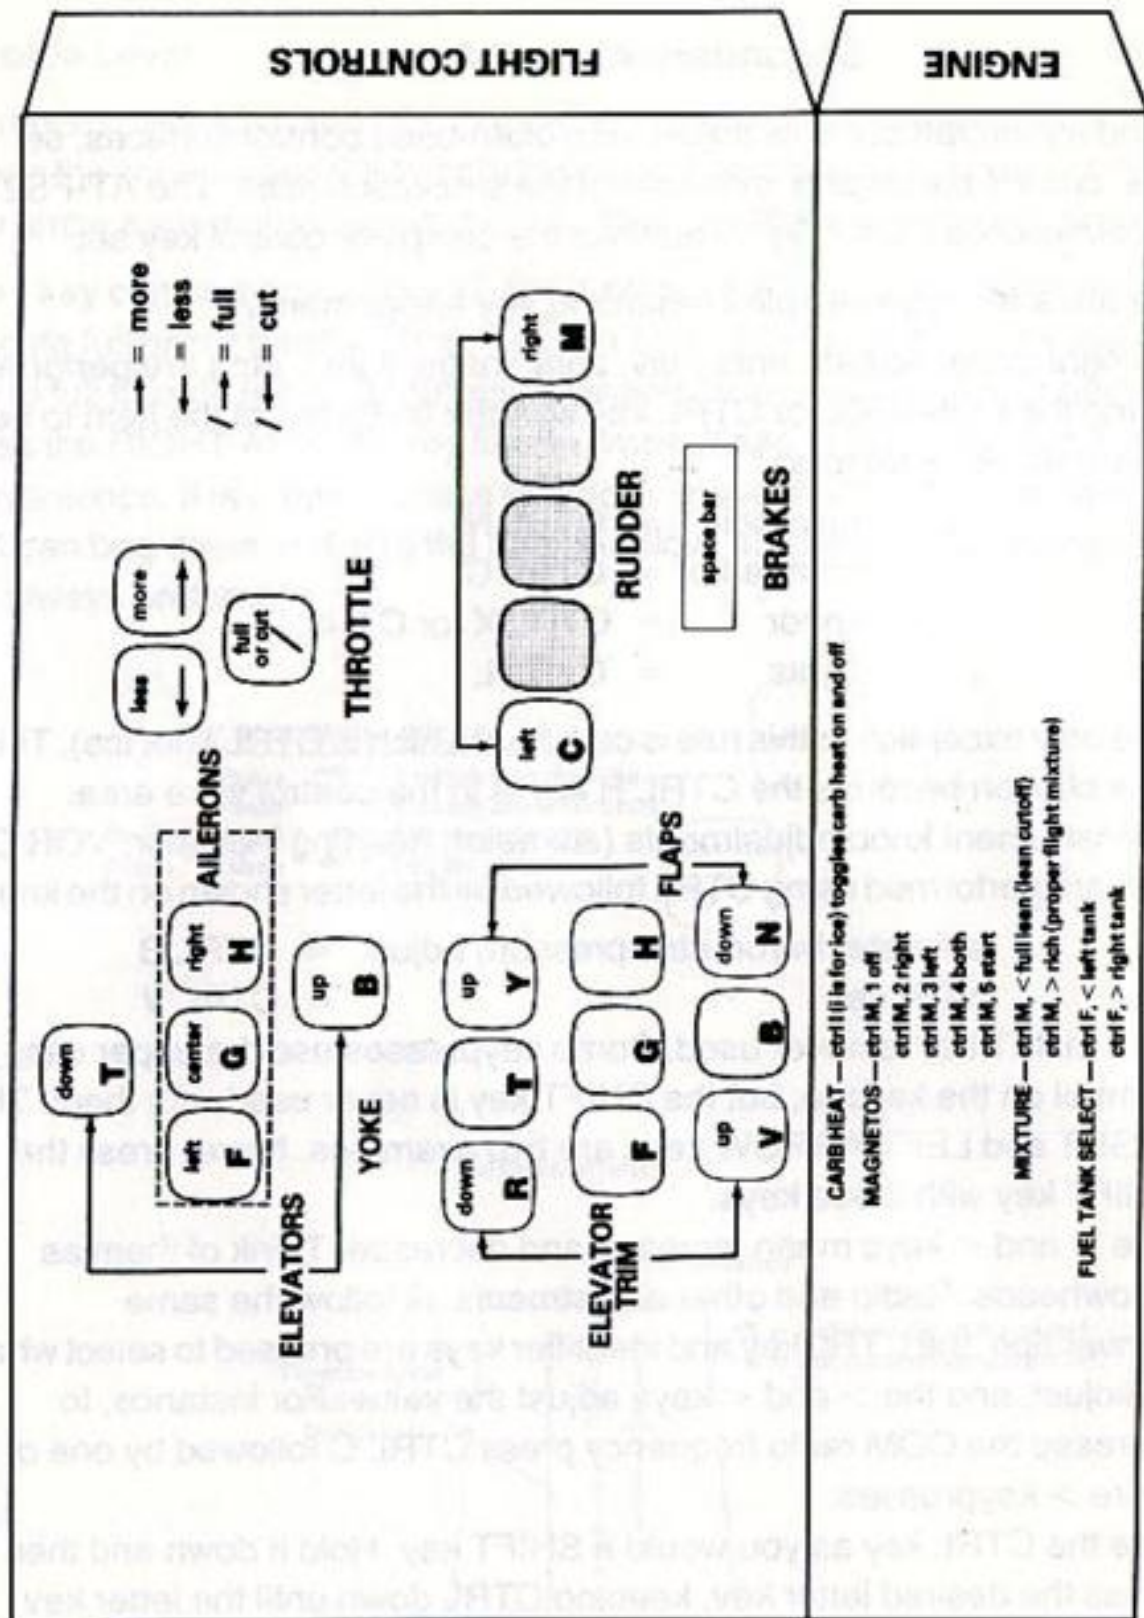 FLIGHT CONTROLS
ELEVATORS
down
T
AILERONS
left
F
center
G
right
H
up
B
YOKE
less
←
more
→
full
or cut
/
THROTTLE
→ = more
← = less
/→ = full
/← = cut
ELEVATOR
TRIM
down
R
T
up
Y
F
G
H
up
V
B
down
N
FLAPS
left
C
right
M
RUDDER
space bar
BRAKES
ENGINE
CARB HEAT — ctrl I (i is for ice) toggles carb heat on and off
MAGNETOS — ctrl M, 1 off
ctrl M, 2 right
ctrl M, 3 left
ctrl M, 4 both
ctrl M, 5 start
MIXTURE — ctrl M, < full lean (lean cutoff)
ctrl M, > rich (proper flight mixture)
FUEL TANK SELECT — ctrl F, < left tank
ctrl F, > right tank